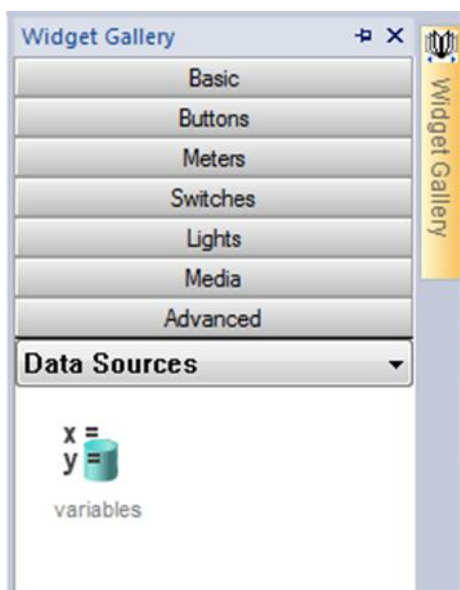 Widget Gallery
Basic
Buttons
Meters
Switches
Lights
Media
Advanced
Data Sources
x =
y =
variables
Widget Gallery